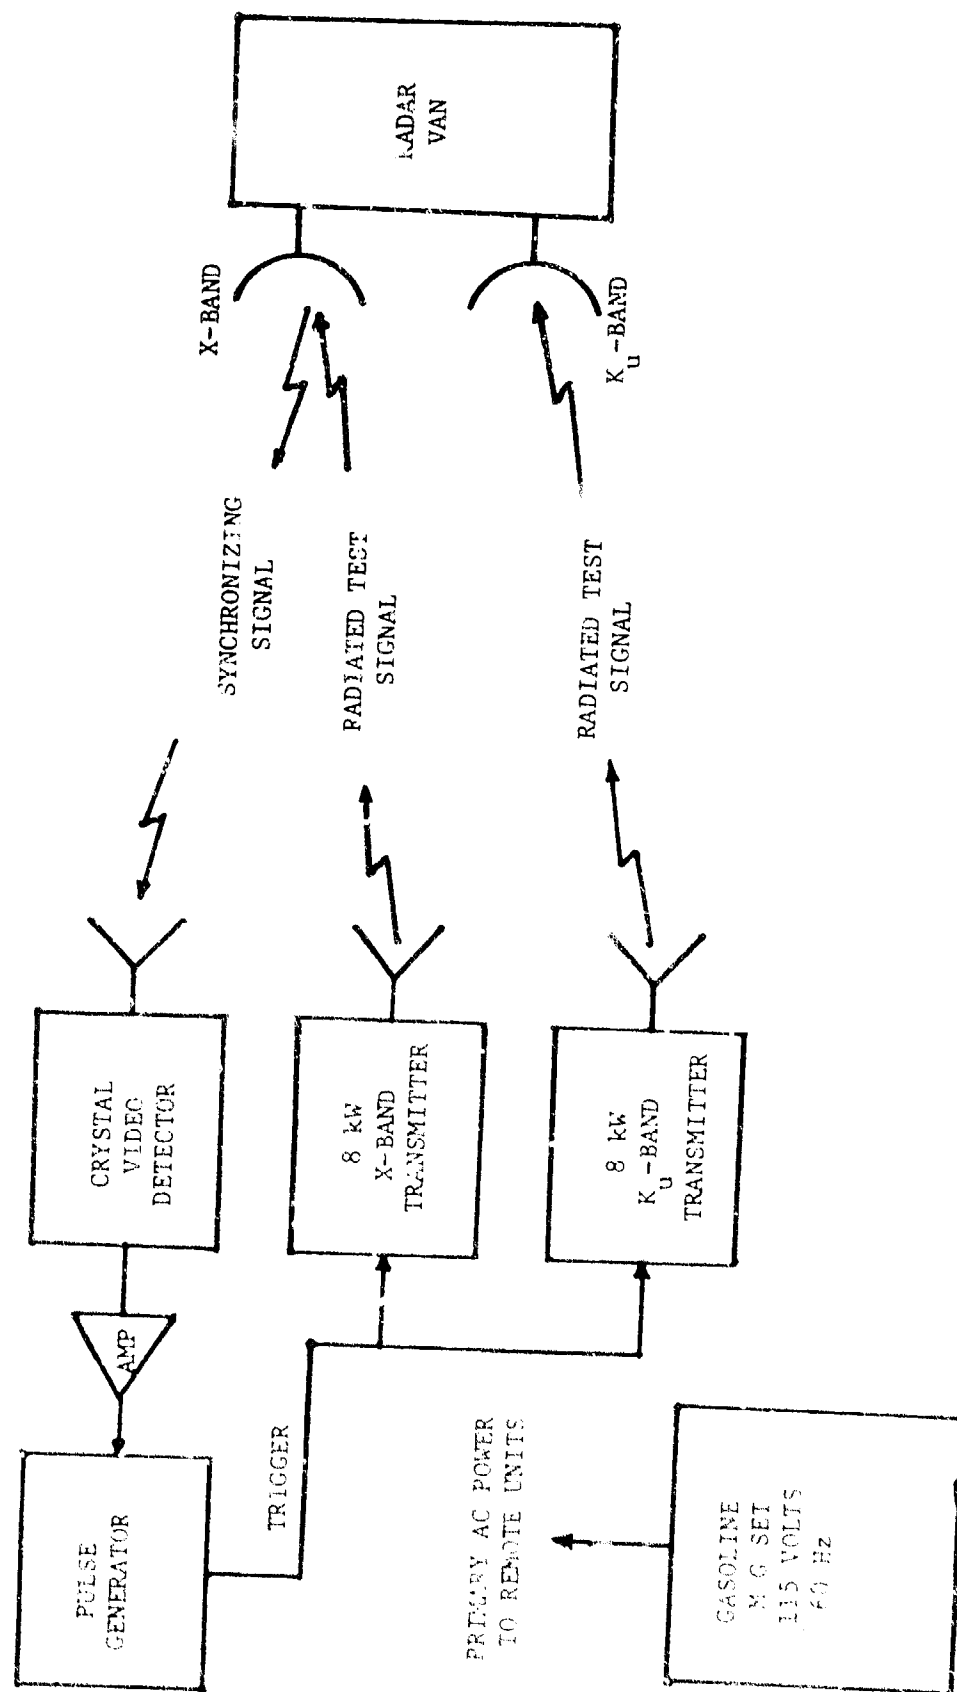 PULSE
GENERATOR
AMP
CRYSTAL
VIDEO
DETECTOR
SYNCHRONIZING
SIGNAL
X-BAND
RADAR
VAN
TRIGGER
8 kW
X-BAND
TRANSMITTER
RADIATED TEST
SIGNAL
8 kW
Ku-BAND
TRANSMITTER
RADIATED TEST
SIGNAL
Ku-BAND
PRIMARY AC POWER
TO REMOTE UNITS
GASOLINE
M G SET
115 VOLTS
60 Hz